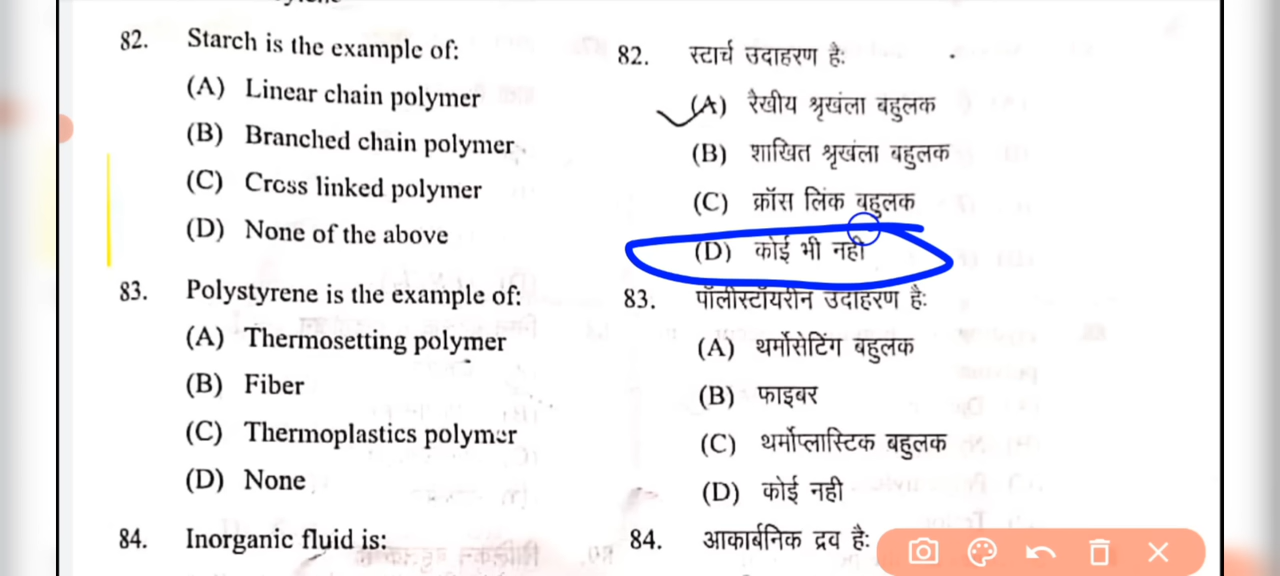 82. Starch is the example of:
(A) Linear chain polymer
(B) Branched chain polymer
(C) Cross linked polymer
(D) None of the above
83. Polystyrene is the example of:
(A) Thermosetting polymer
(B) Fiber
(C) Thermoplastics polymer
(D) None
84. Inorganic fluid is:
82. स्टार्च उदाहरण है:
(A) रैखीय श्रृखंला बहुलक
(B) शाखित श्रृखंला बहुलक
(C) क्रॉस लिंक बहुलक
(D) कोई भी नही
83. पॉलीस्टॉयरीन उदाहरण है:
(A) थर्मोसेटिंग बहुलक
(B) फाइबर
(C) थर्मोप्लास्टिक बहुलक
(D) कोई नही
84. आकार्बनिक द्रव है: